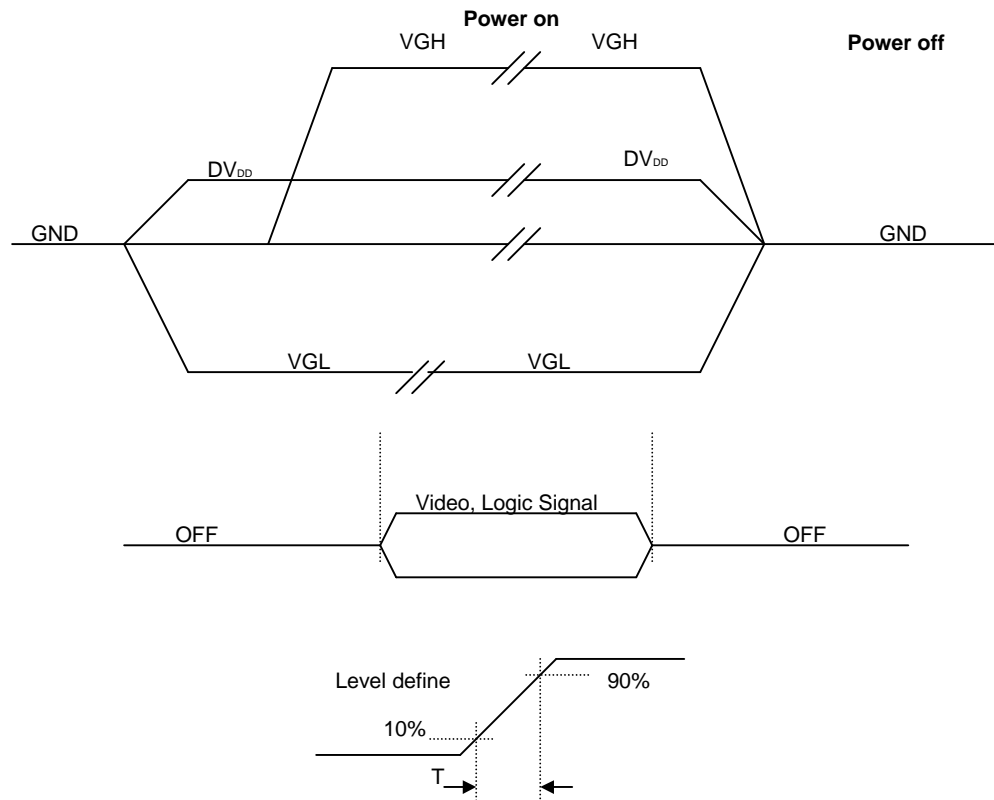 Power on
VGH VGH
Power off
DVDD DVDD
GND GND
VGL VGL
Video, Logic Signal
OFF OFF
Level define
90%
10%
T